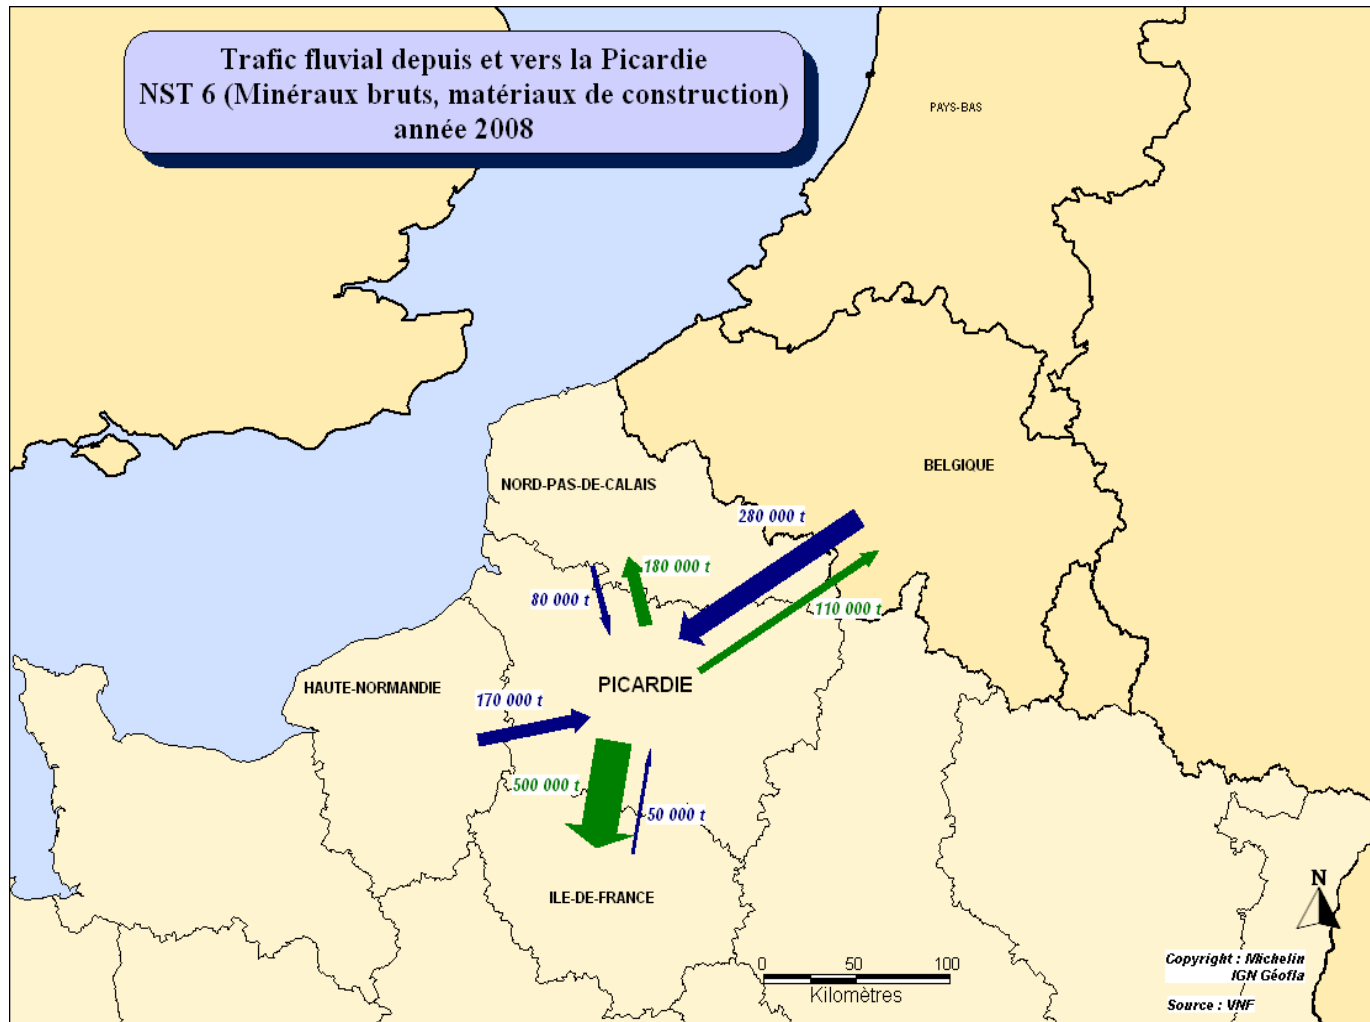 Trafic fluvial depuis et vers la Picardie
NST 6 (Minéraux bruts, matériaux de construction)
année 2008
PAYS-BAS
BELGIQUE
NORD-PAS-DE-CALAIS
280 000 t
180 000 t
80 000 t
110 000 t
HAUTE-NORMANDIE
PICARDIE
170 000 t
500 000 t
50 000 t
ILE-DE-FRANCE
N
0 50 100
Kilomètres
Copyright : Michelin
IGN Géofla
Source : VNF